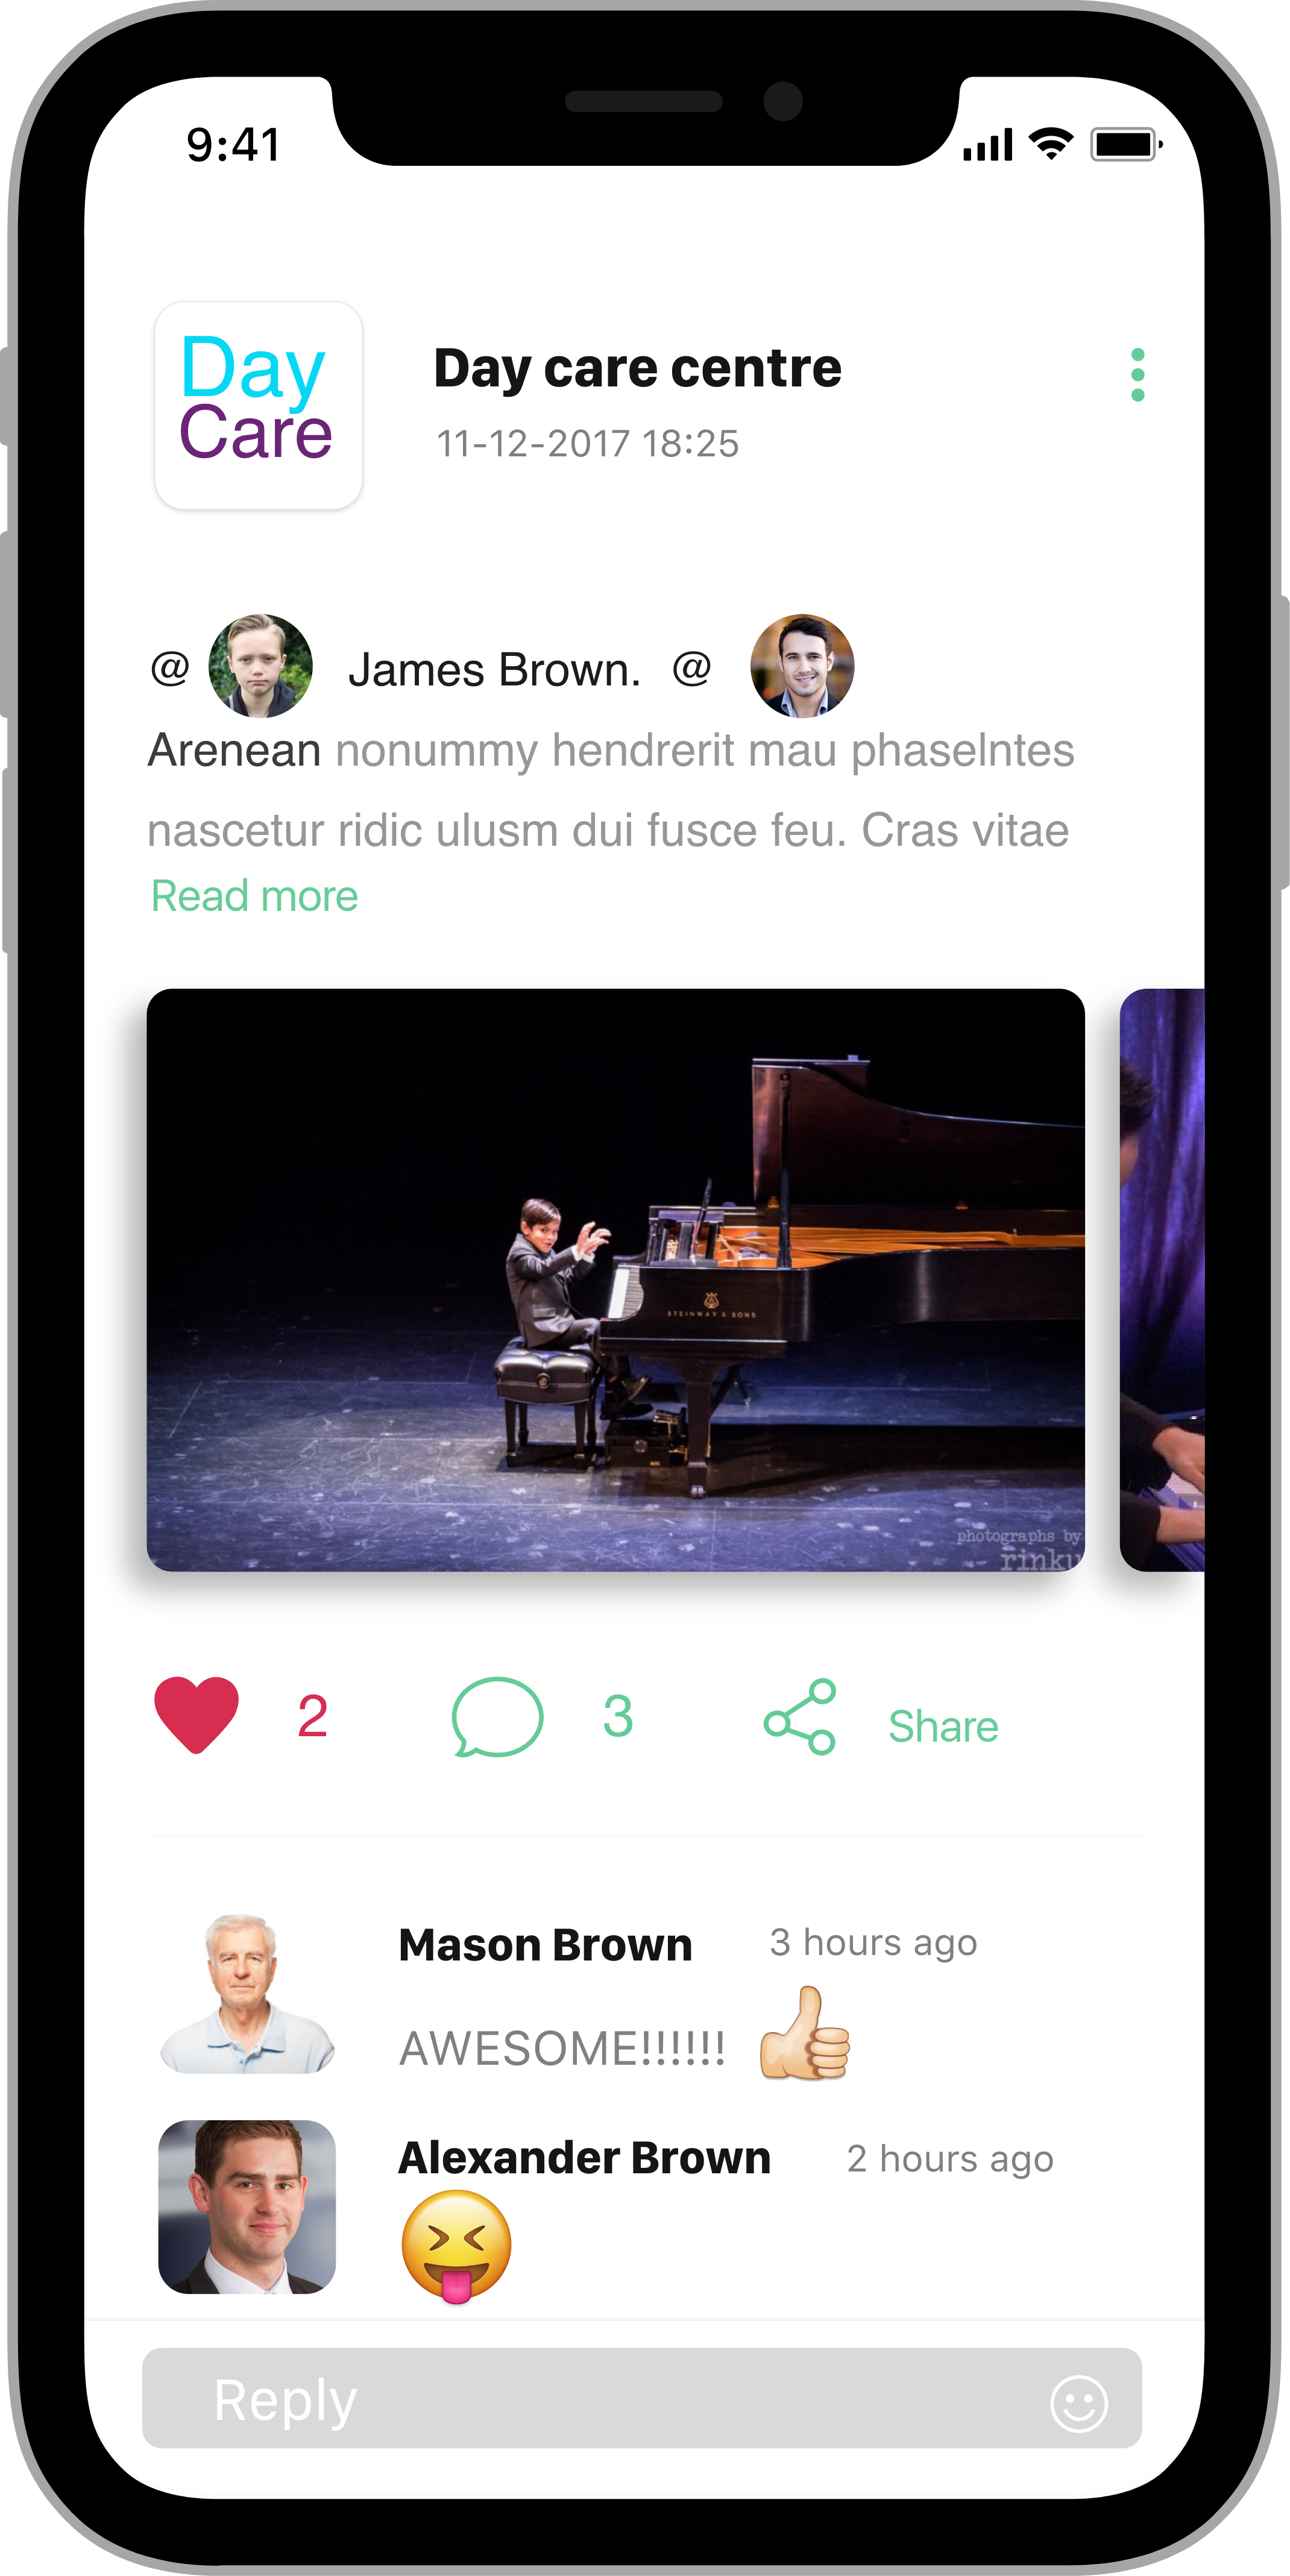 9:41
Day
Care
Day care centre
11-12-2017 18:25
@ James Brown. @
Arenean nonummy hendrerit mau phaselntes
nascetur ridic ulusm dui fusce feu. Cras vitae
Read more
STEINWAY & SONS
photographs by
rinku
2 3 Share
Mason Brown 3 hours ago
AWESOME!!!!!! 👍🏻
Alexander Brown 2 hours ago
😝
Reply